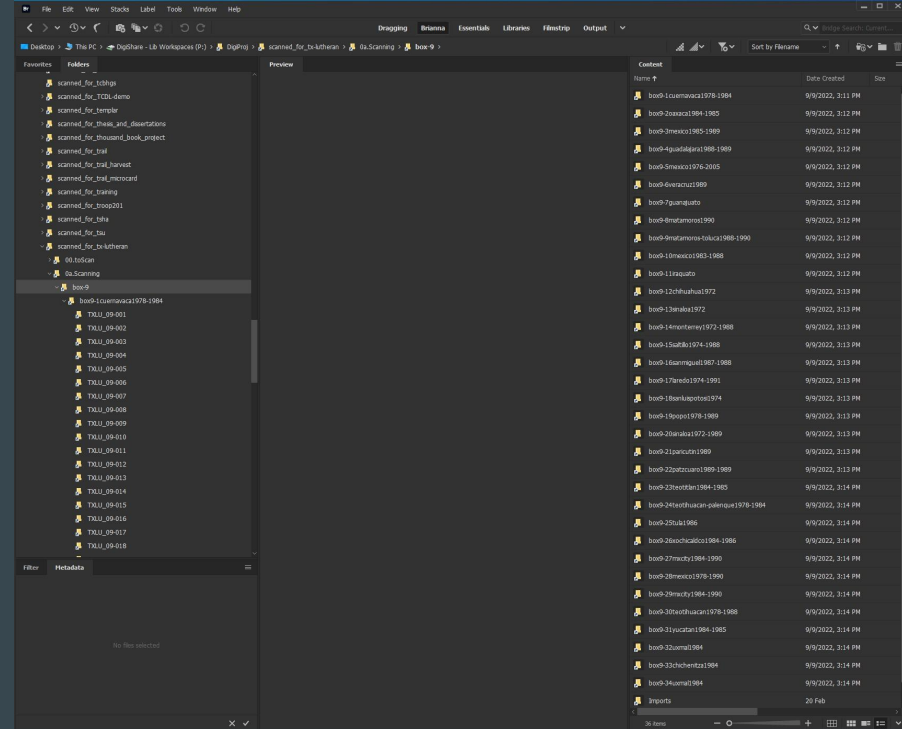 Br File Edit View Stacks Label Tools Window Help
Dragging Brianna Essentials Libraries Filmstrip Output
Bridge Search: Current...
Desktop > This PC > DigiShare - Lib Workspaces (P:) > DigiProj > scanned_for_tx-lutheran > 0a.Scanning > box-9 >
Sort by Filename
Favorites Folders
scanned_for_tcbhgs
scanned_for_TCDL-demo
scanned_for_templar
scanned_for_thesis_and_dissertations
scanned_for_thousand_book_project
scanned_for_trail
scanned_for_trail_harvest
scanned_for_trail_microcard
scanned_for_training
scanned_for_troop201
scanned_for_tsha
scanned_for_tsu
scanned_for_tx-lutheran
00.toScan
0a.Scanning
box-9
box9-1cuernavaca1978-1984
TXLU_09-001
TXLU_09-002
TXLU_09-003
TXLU_09-004
TXLU_09-005
TXLU_09-006
TXLU_09-007
TXLU_09-008
TXLU_09-009
TXLU_09-010
TXLU_09-011
TXLU_09-012
TXLU_09-013
TXLU_09-014
TXLU_09-015
TXLU_09-016
TXLU_09-017
TXLU_09-018
Filter Metadata
No files selected
Preview
Content
Name Date Created Size
box9-1cuernavaca1978-1984 9/9/2022, 3:11 PM
box9-2oaxaca1984-1985 9/9/2022, 3:12 PM
box9-3mexico1985-1989 9/9/2022, 3:12 PM
box9-4guadalajara1988-1989 9/9/2022, 3:12 PM
box9-5mexico1976-2005 9/9/2022, 3:12 PM
box9-6veracruz1989 9/9/2022, 3:12 PM
box9-7guanajuato 9/9/2022, 3:12 PM
box9-8matamoros1990 9/9/2022, 3:12 PM
box9-9matamoros-toluca1988-1990 9/9/2022, 3:12 PM
box9-10mexico1983-1988 9/9/2022, 3:12 PM
box9-11iraquato 9/9/2022, 3:12 PM
box9-12chihuahua1972 9/9/2022, 3:13 PM
box9-13sinaloa1972 9/9/2022, 3:13 PM
box9-14monterrey1972-1988 9/9/2022, 3:13 PM
box9-15saltillo1974-1988 9/9/2022, 3:13 PM
box9-16sanmiguel1987-1988 9/9/2022, 3:13 PM
box9-17laredo1974-1991 9/9/2022, 3:13 PM
box9-18sanluispotosi1974 9/9/2022, 3:13 PM
box9-19popo1978-1989 9/9/2022, 3:13 PM
box9-20sinaloa1972-1989 9/9/2022, 3:13 PM
box9-21paricutin1989 9/9/2022, 3:13 PM
box9-22patzcuaro1989-1989 9/9/2022, 3:13 PM
box9-23teotitlan1984-1985 9/9/2022, 3:14 PM
box9-24teotihuacan-palenque1978-1984 9/9/2022, 3:14 PM
box9-25tula1986 9/9/2022, 3:14 PM
box9-26xochicaldco1984-1986 9/9/2022, 3:14 PM
box9-27mxcity1984-1990 9/9/2022, 3:14 PM
box9-28mexico1978-1990 9/9/2022, 3:14 PM
box9-29mxcity1984-1990 9/9/2022, 3:14 PM
box9-30teotihuacan1978-1988 9/9/2022, 3:14 PM
box9-31yucatan1984-1985 9/9/2022, 3:14 PM
box9-32uxmal1984 9/9/2022, 3:14 PM
box9-33chichenitza1984 9/9/2022, 3:14 PM
box9-34uxmal1984 9/9/2022, 3:14 PM
Imports 20 Feb
36 items